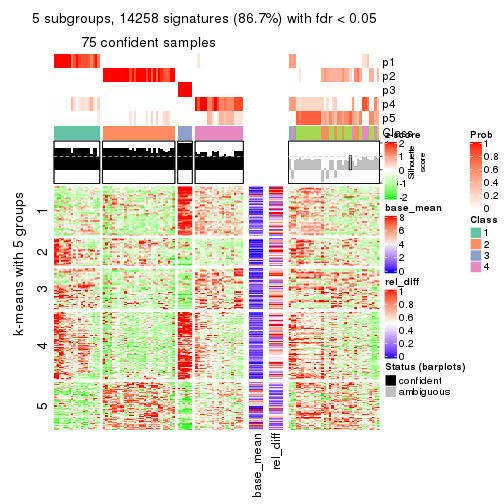 5 subgroups, 14258 signatures (86.7%) with fdr < 0.05
75 confident samples
p1
p2
p3
p4
p5
Class
k-means with 5 groups
1
2
3
4
5
base_mean
rel_diff
Silhouette
score
z-score
2
1
0
-1
-2
base_mean
8
6
4
2
0
rel_diff
1
0.8
0.6
0.4
0.2
0
Status (barplots)
confident
ambiguous
Prob
1
0.8
0.6
0.4
0.2
0
Class
1
2
3
4